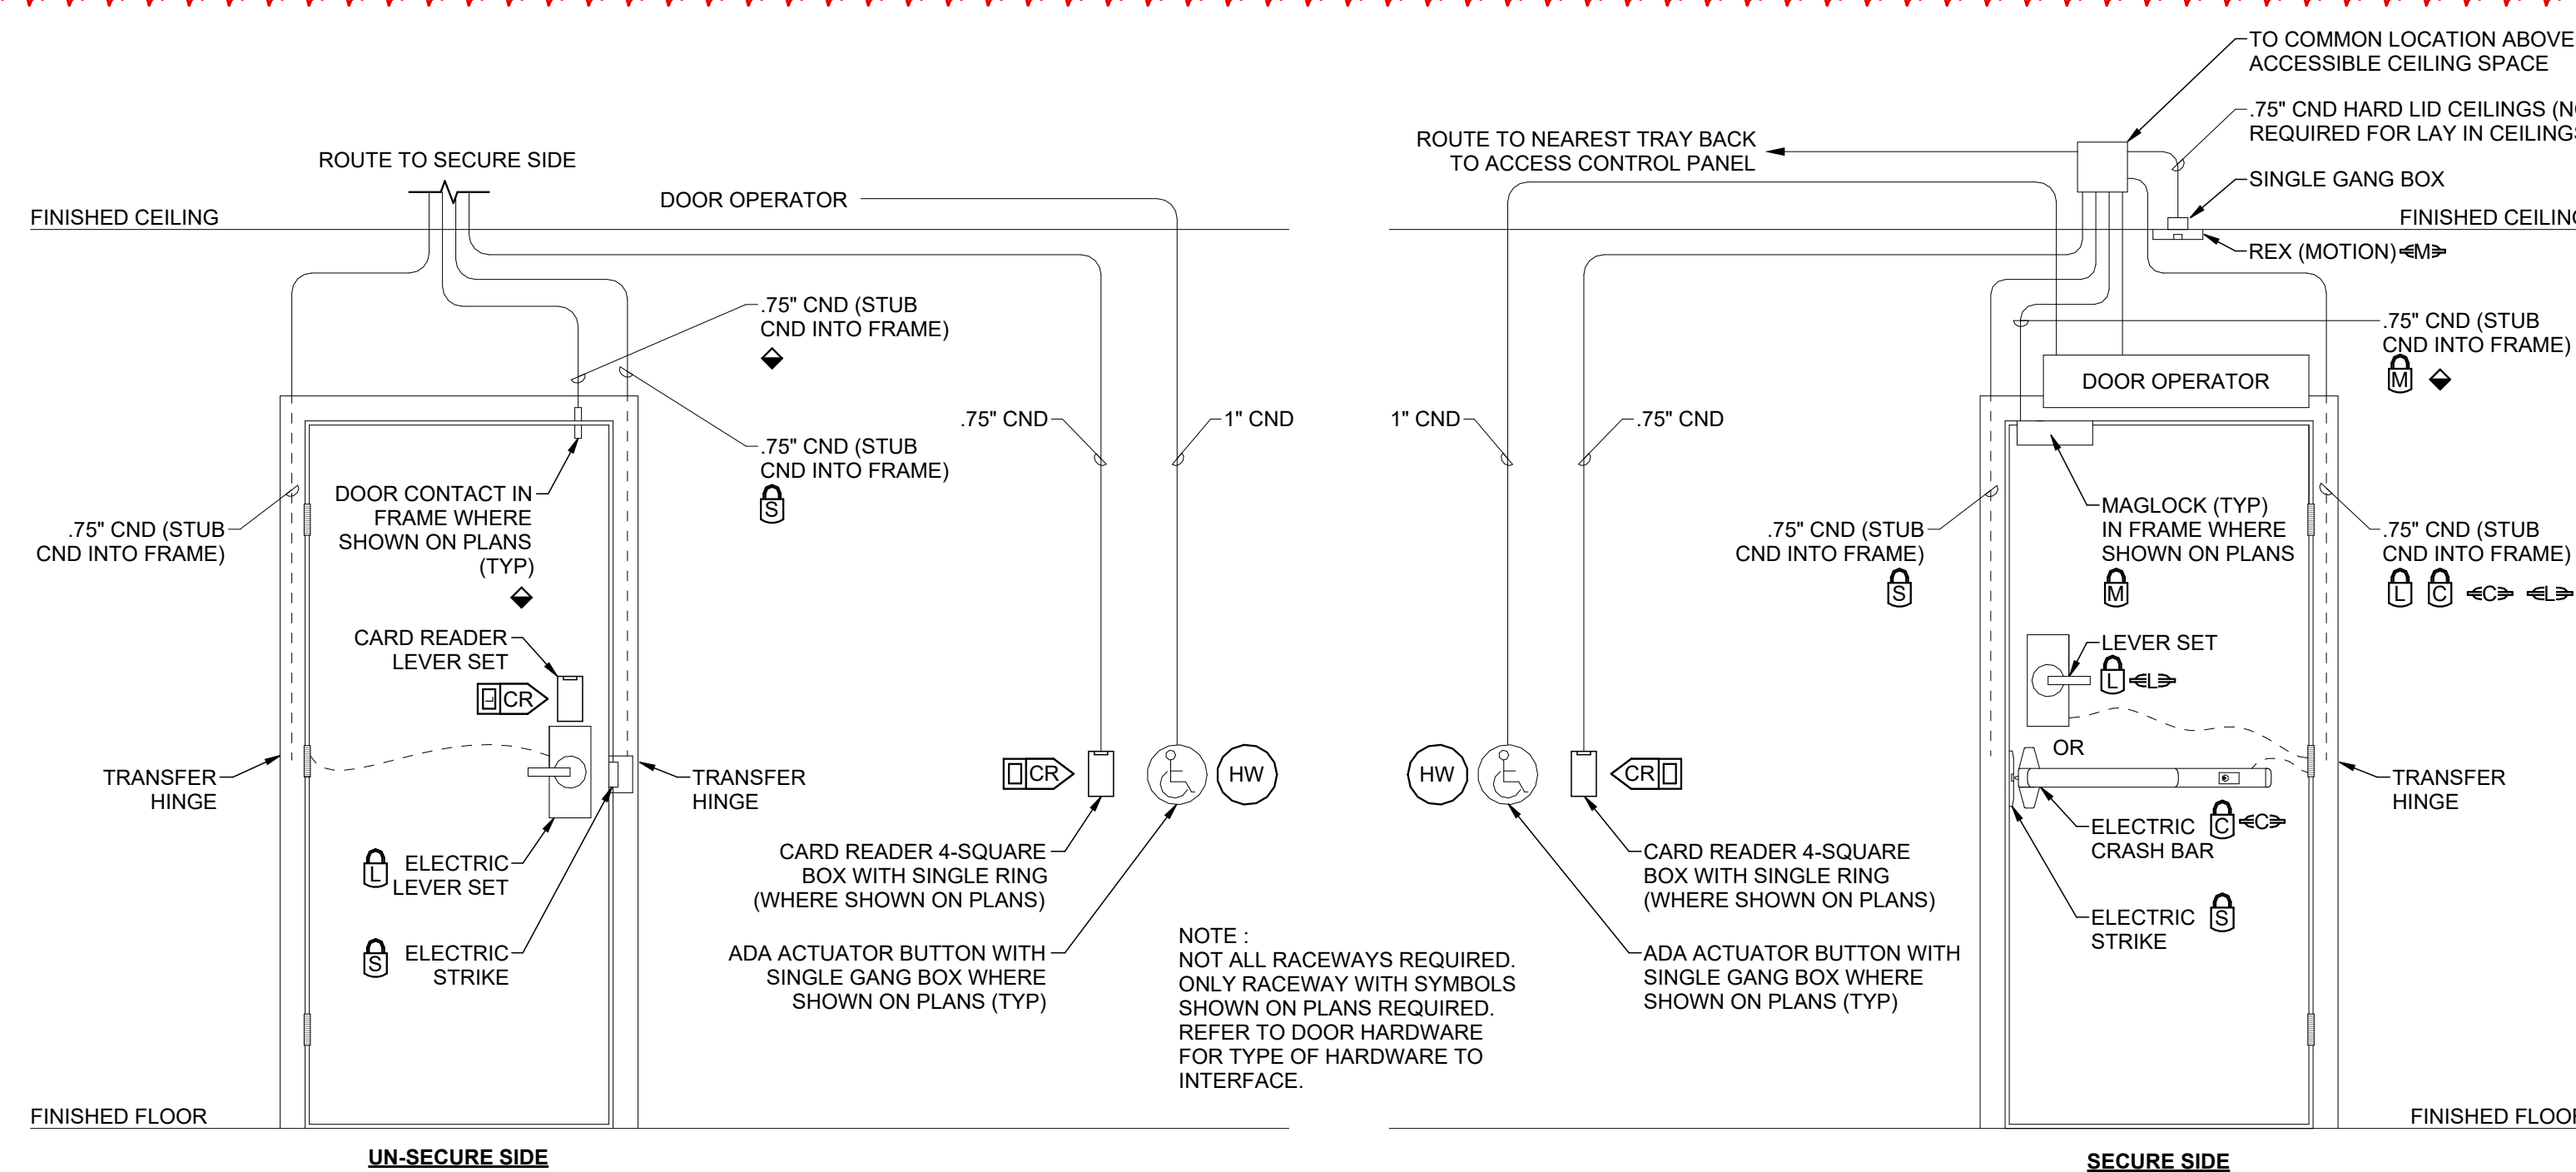 TO COMMON LOCATION ABOVE
ACCESSIBLE CEILING SPACE
.75" CND HARD LID CEILINGS
REQUIRED FOR LAY IN
SINGLE GANG BOX
FINISHED
REX (MOTION) M
ROUTE TO NEAREST TRAY BACK
TO ACCESS CONTROL PANEL
ROUTE TO SECURE SIDE
DOOR OPERATOR
FINISHED CEILING
.75" CND (STUB
CND INTO FRAME)
.75" CND (STUB
CND INTO FRAME)
S
.75" CND
1" CND
DOOR CONTACT IN
FRAME WHERE
SHOWN ON PLANS
(TYP)
.75" CND (STUB
CND INTO FRAME)
CARD READER
LEVER SET
L CR
TRANSFER
HINGE
TRANSFER
HINGE
L
ELECTRIC
LEVER SET
S
ELECTRIC
STRIKE
CR
HW
CARD READER 4-SQUARE
BOX WITH SINGLE RING
(WHERE SHOWN ON PLANS)
ADA ACTUATOR BUTTON WITH
SINGLE GANG BOX WHERE
SHOWN ON PLANS (TYP)
NOTE :
NOT ALL RACEWAYS REQUIRED.
ONLY RACEWAY WITH SYMBOLS
SHOWN ON PLANS REQUIRED.
REFER TO DOOR HARDWARE
FOR TYPE OF HARDWARE TO
INTERFACE.
FINISHED FLOOR
UN-SECURE SIDE
1" CND
.75" CND
HW
CR
CARD READER 4-SQUARE
BOX WITH SINGLE RING
(WHERE SHOWN ON PLANS)
ADA ACTUATOR BUTTON WITH
SINGLE GANG BOX WHERE
SHOWN ON PLANS (TYP)
.75" CND (STUB
CND INTO FRAME)
S
DOOR OPERATOR
.75" CND (STUB
CND INTO FRAME)
M
MAGLOCK (TYP)
IN FRAME WHERE
SHOWN ON PLANS
M
.75" CND (STUB
CND INTO FRAME)
L C C L
LEVER SET
L L
OR
TRANSFER
HINGE
ELECTRIC
CRASH BAR
C C
ELECTRIC
STRIKE
S
FINISHED
SECURE SIDE